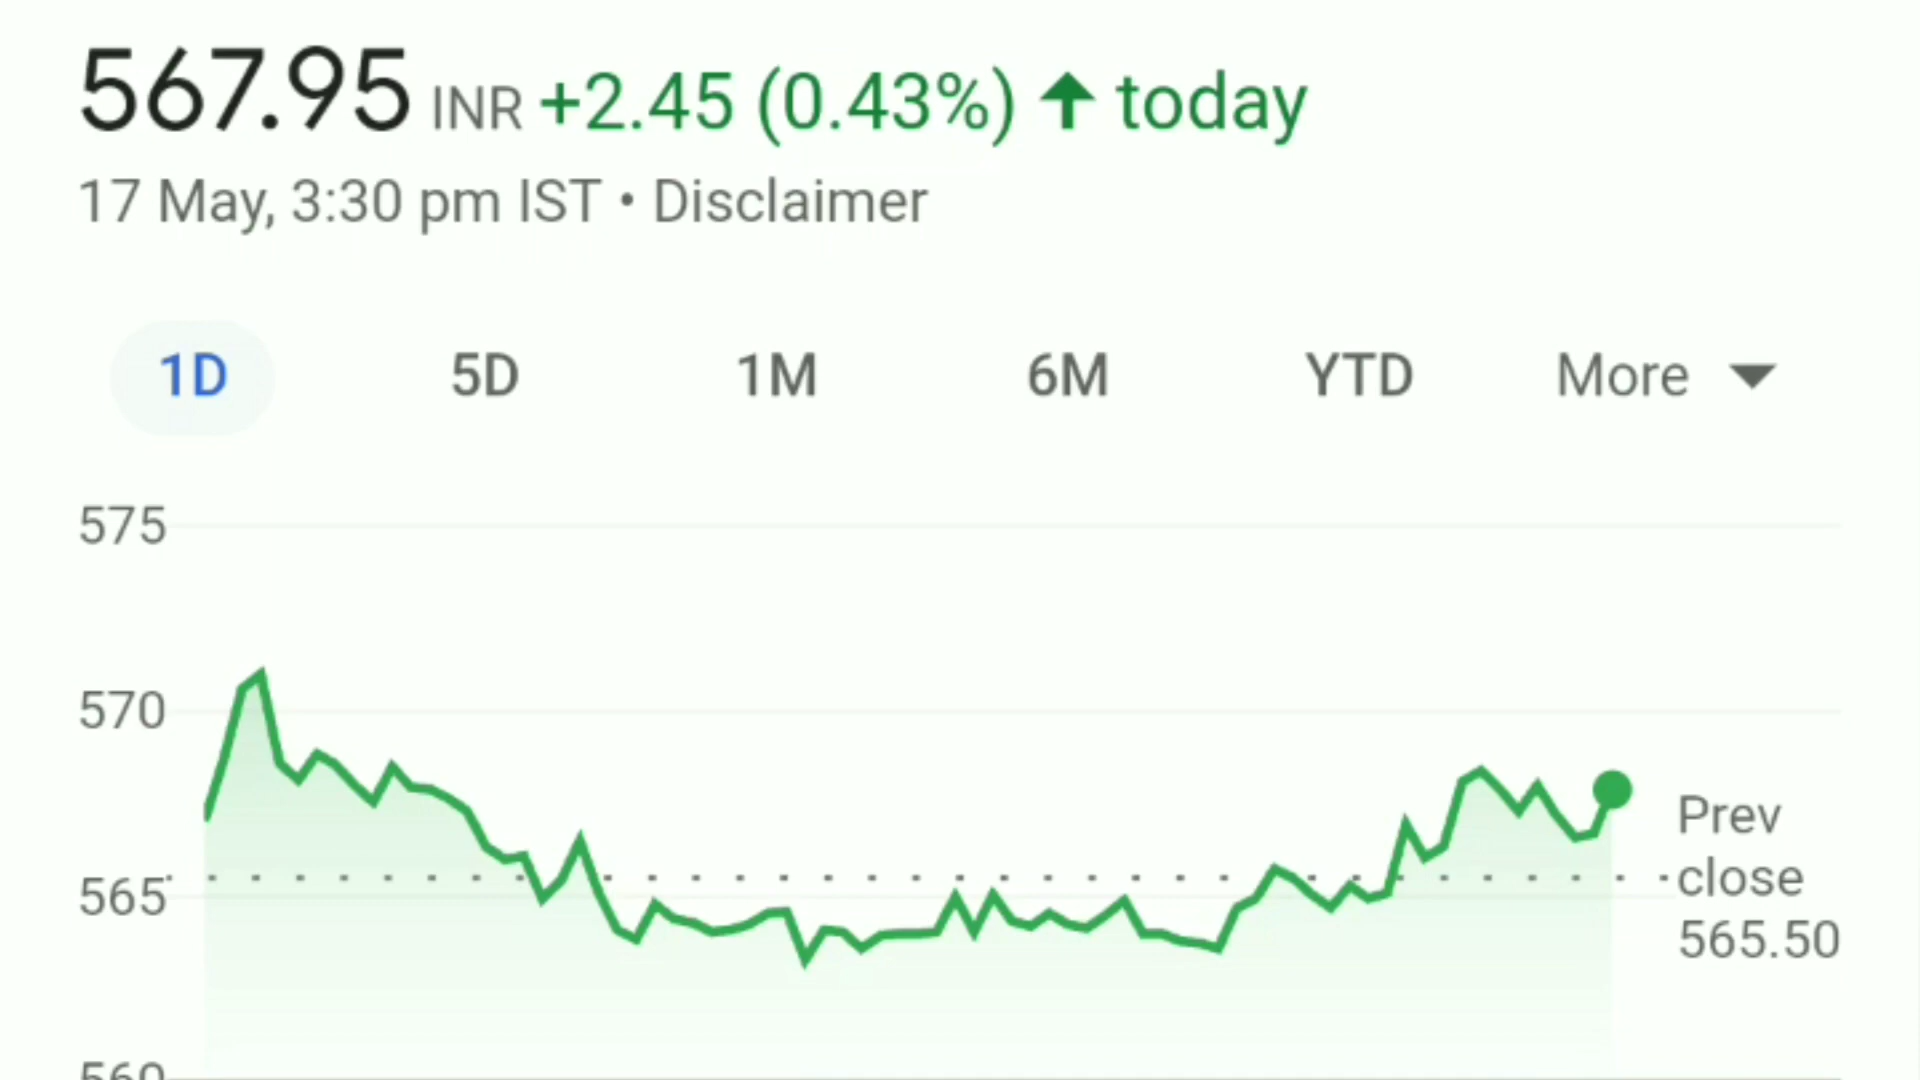 567.95 INR +2.45 (0.43%) ↑ today
17 May, 3:30 pm IST • Disclaimer
1D 5D 1M 6M YTD More
575
570
565
Prev
close
565.50
560